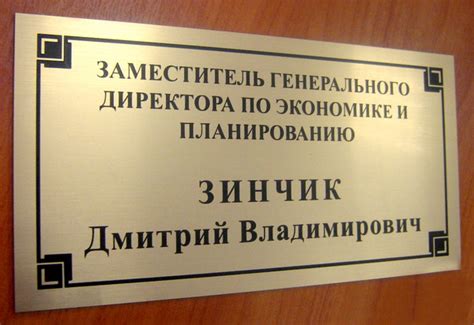 ЗАМЕСТИТЕЛЬ ГЕНЕРАЛЬНОГО
ДИРЕКТОРА ПО ЭКОНОМИКЕ И
ПЛАНИРОВАНИЮ
ЗИНЧИК
Дмитрий Владимирович